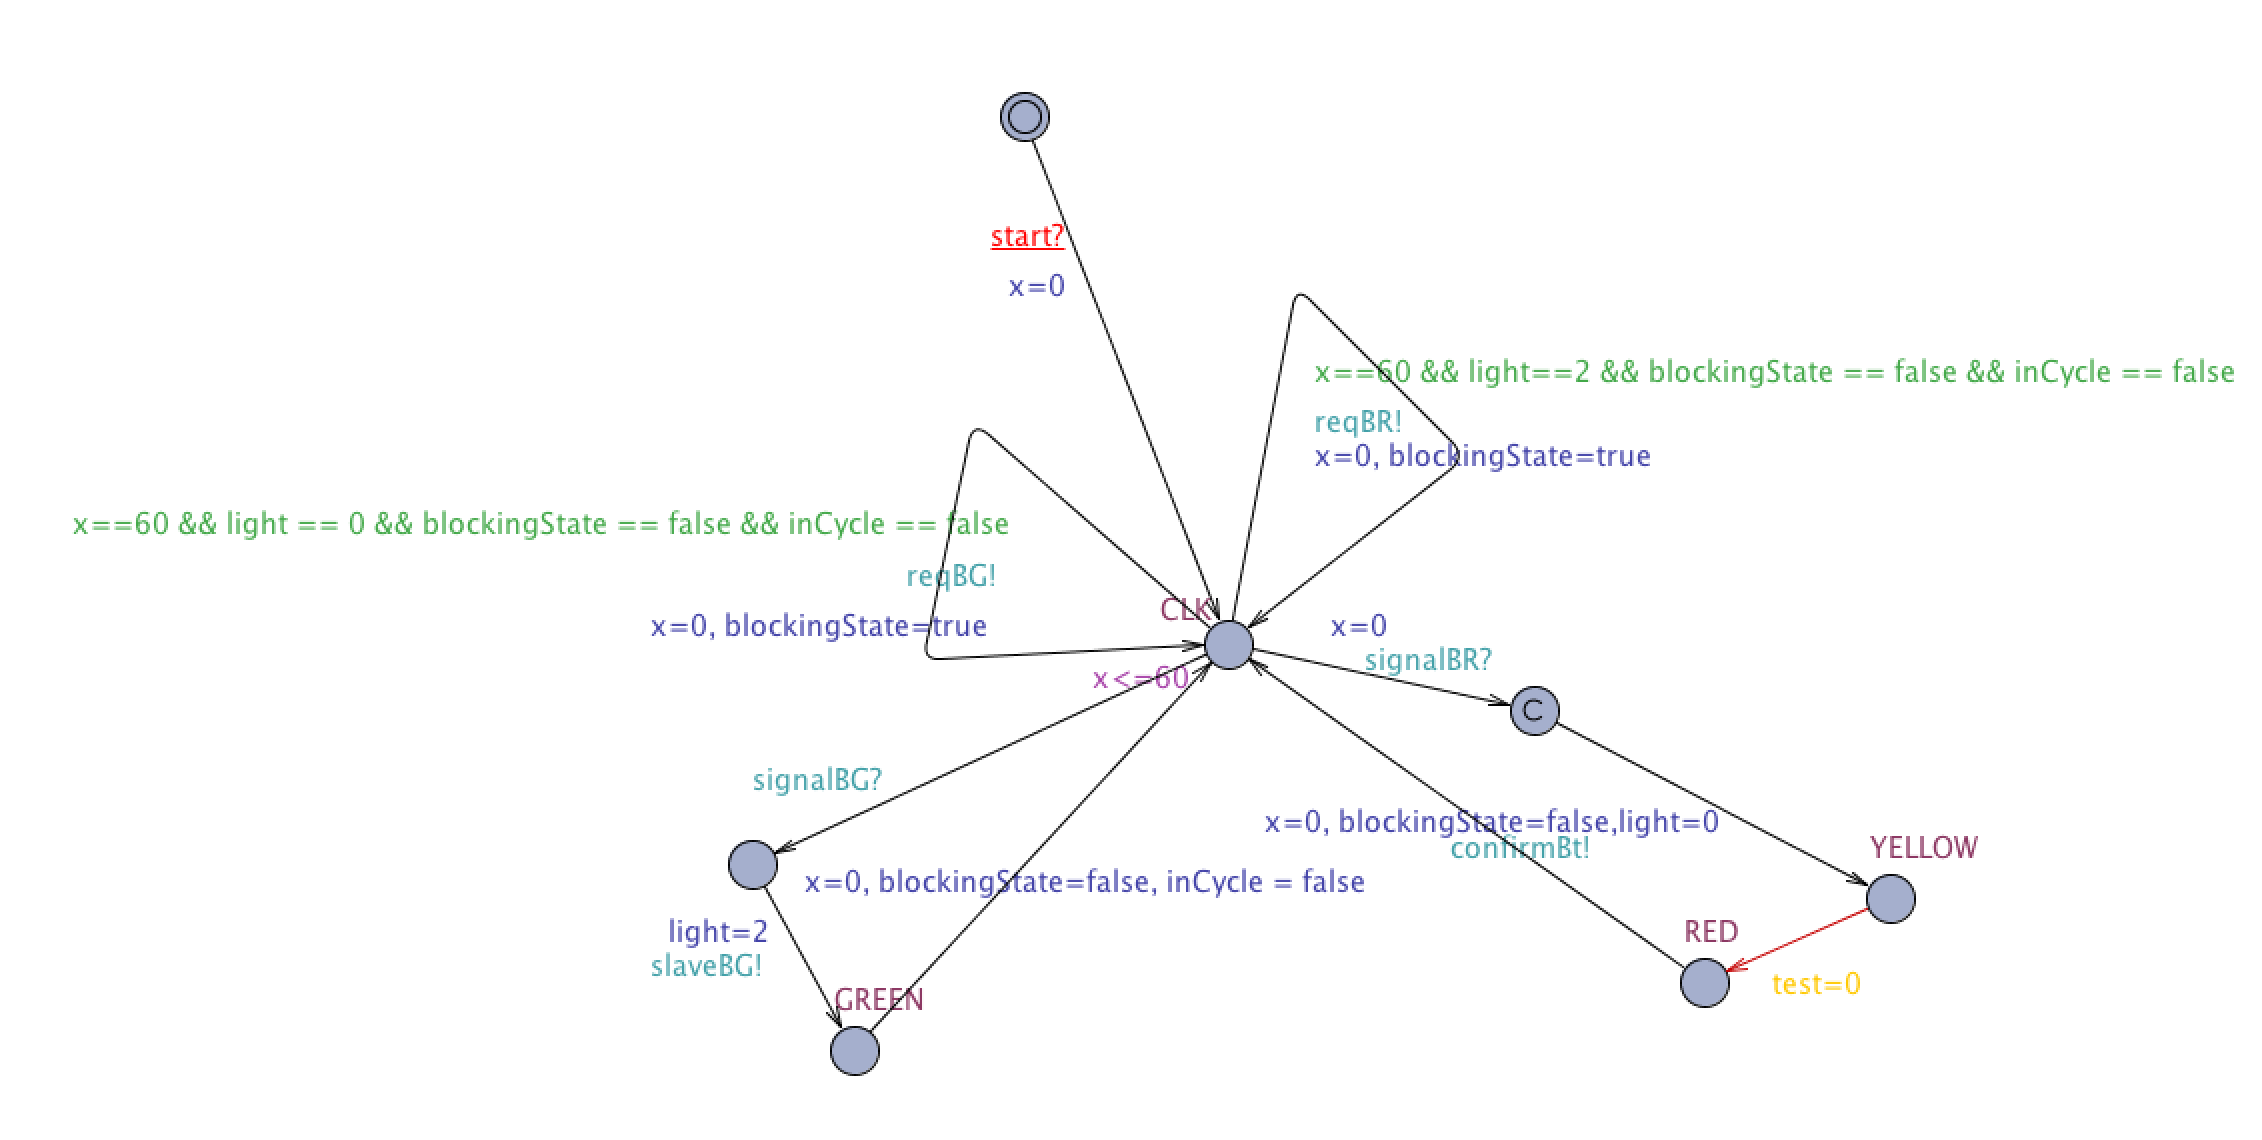 start?
x=0
x==60 && light==2 && blockingState == false && inCycle == false
reqBR!
x=0, blockingState=true
x==60 && light == 0 && blockingState == false && inCycle == false
reqBG!
x=0, blockingState=true
CLK
x<=60
x=0
signalBR?
C
signalBG?
x=0, blockingState=false,light=0
confirmBt!
YELLOW
x=0, blockingState=false, inCycle = false
light=2
slaveBG!
RED
test=0
GREEN